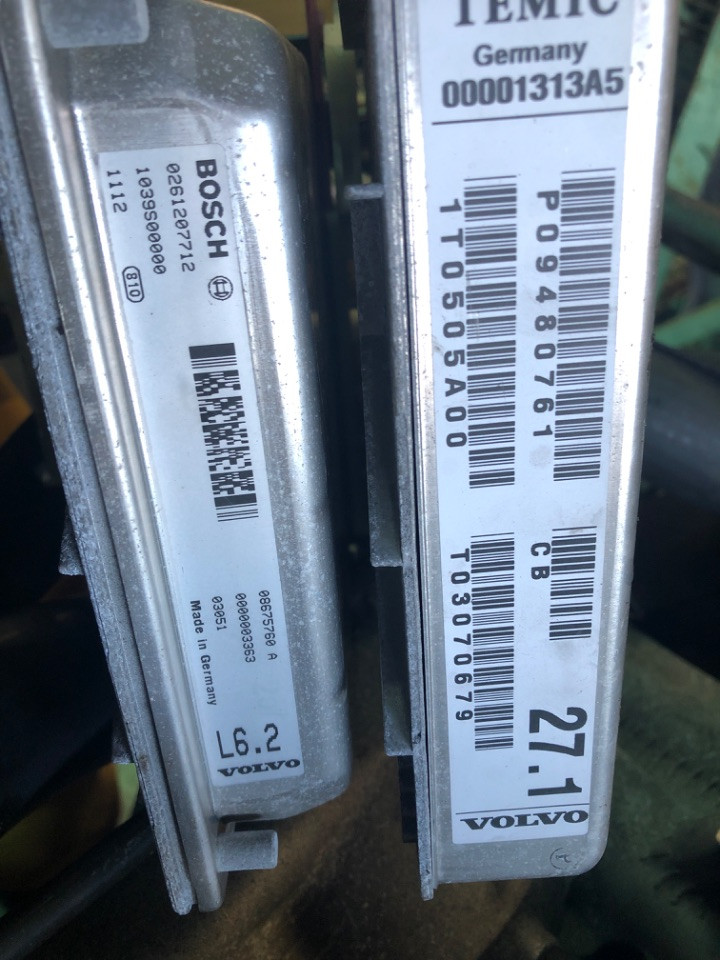 BOSCH
0261207712
1039S00000
1112
810
08675760 A
0000003363
03051
Made in Germany
L6.2
VOLVO
TEMIC
Germany
00001313A5
P09480761
1T0505A00
CB
T03070679
27.1
VOLVO